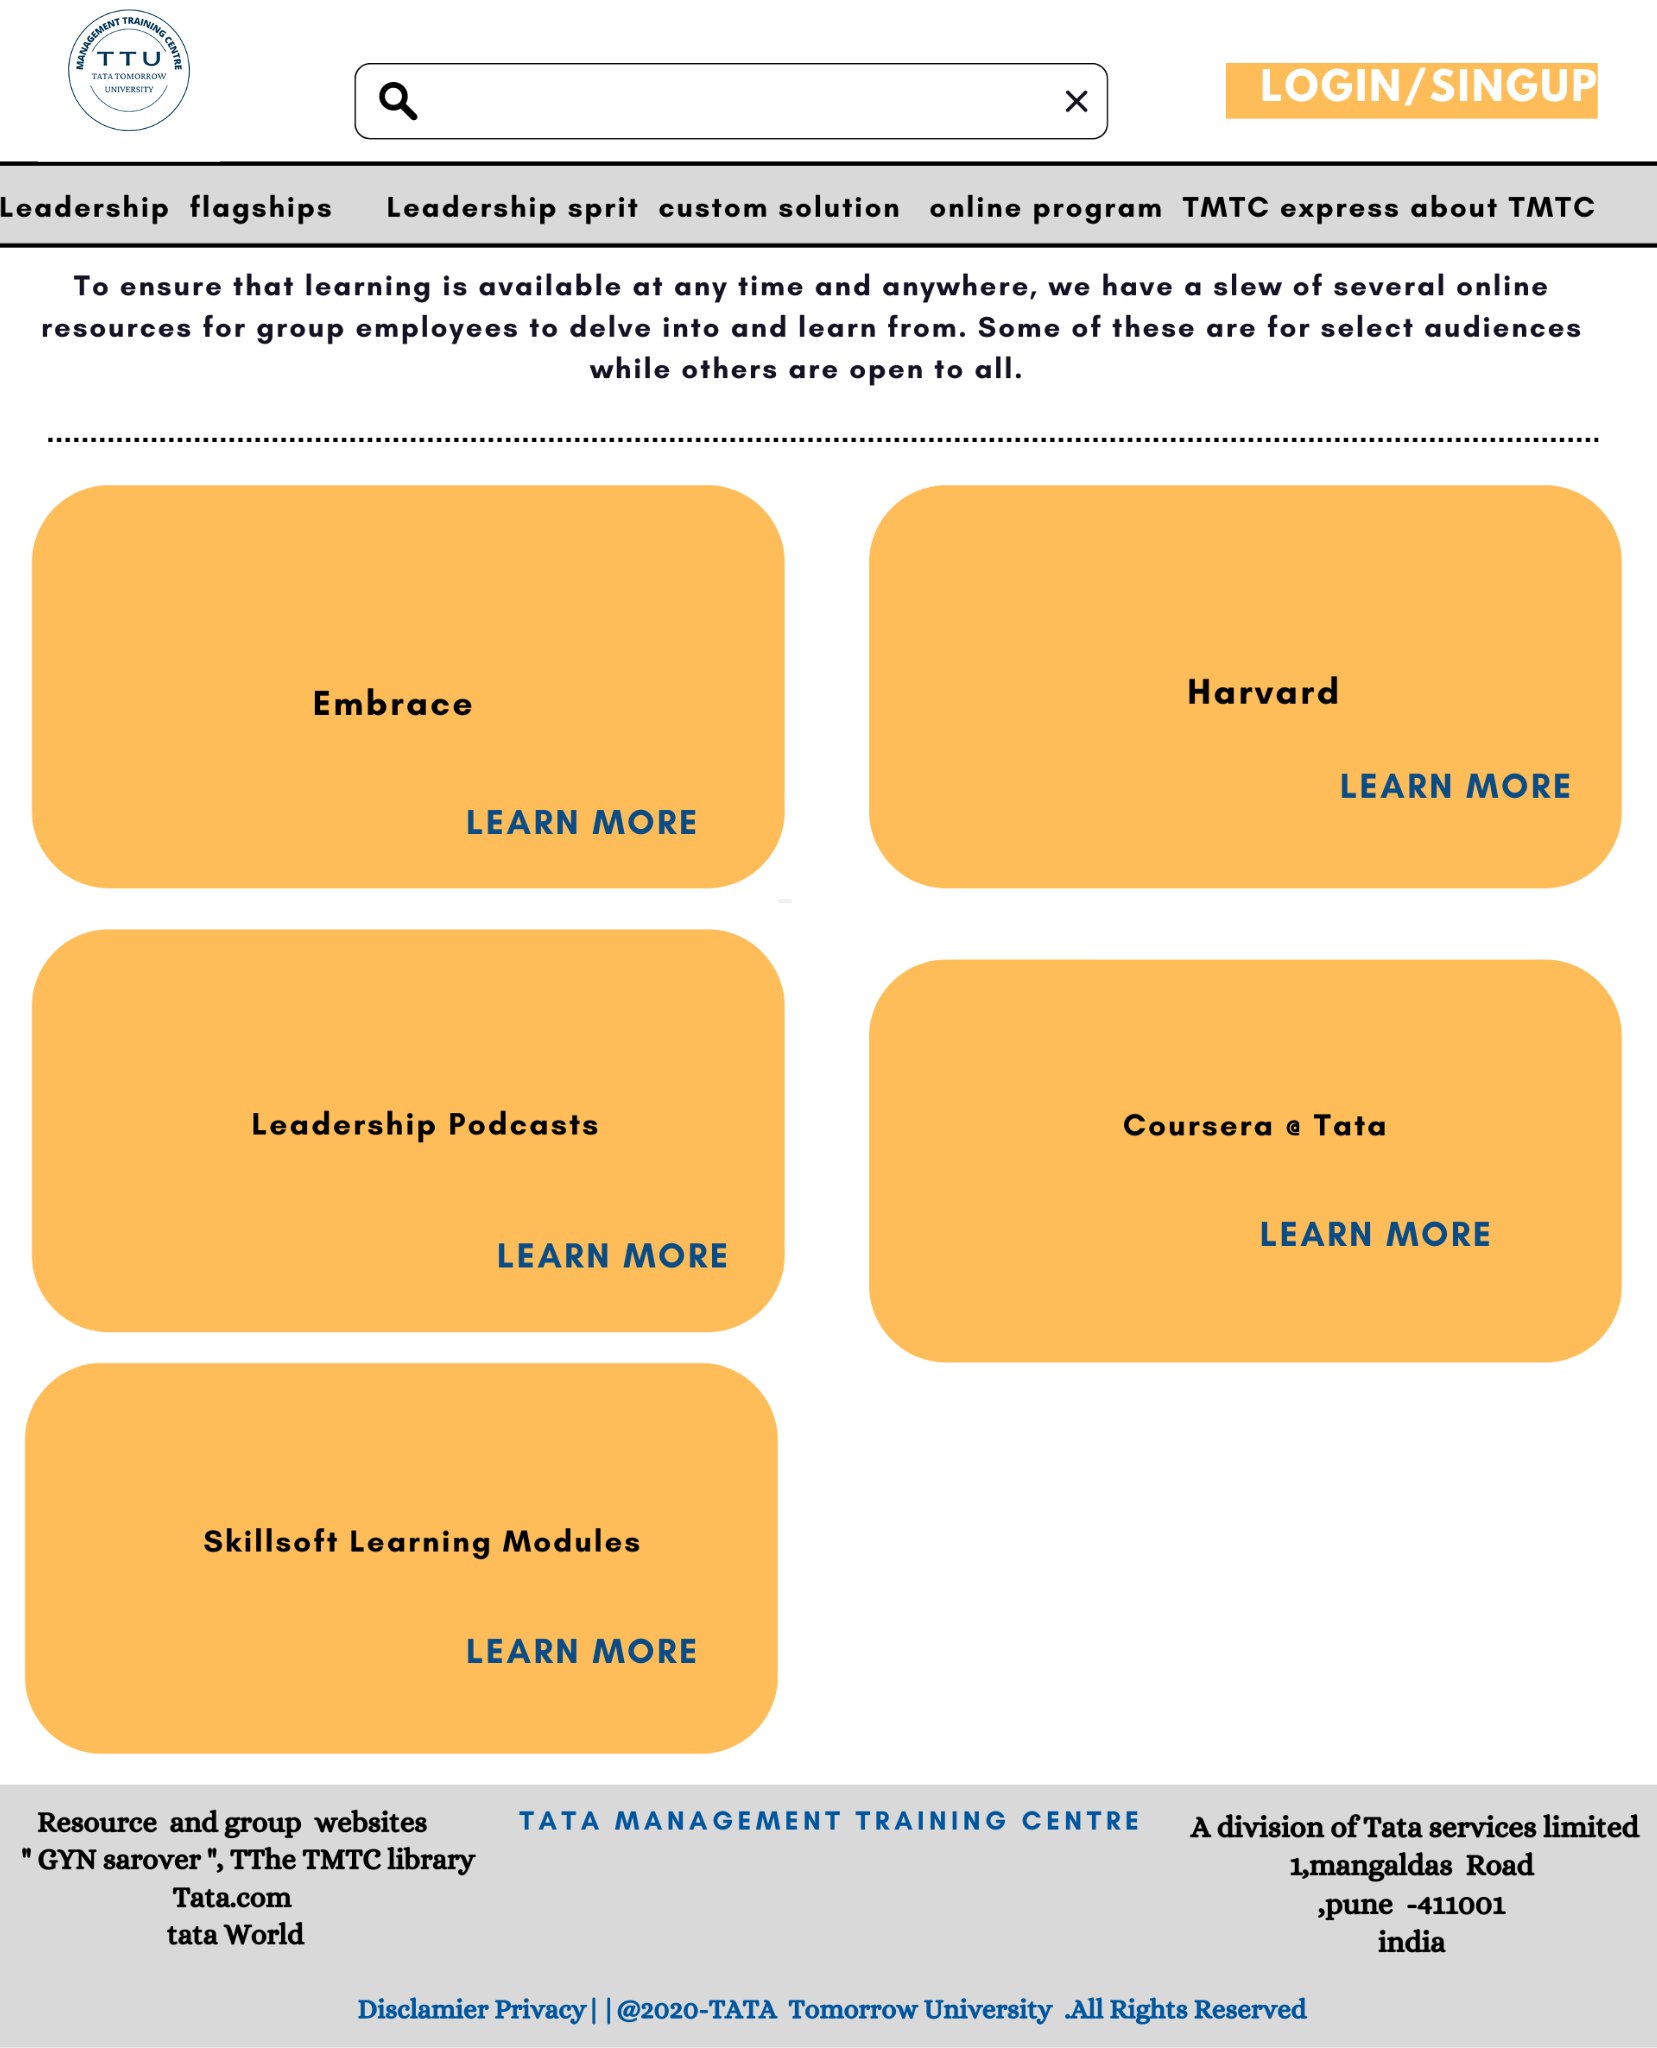 MANAGEMENT TRAINING CENTRE
TTU
TATA TOMORROW
UNIVERSITY
LOGIN/SINGUP
Leadership flagships Leadership sprit custom solution online program TMTC express about TMTC
To ensure that learning is available at any time and anywhere, we have a slew of several online
resources for group employees to delve into and learn from. Some of these are for select audiences
while others are open to all.
Embrace
LEARN MORE
Harvard
LEARN MORE
Leadership Podcasts
LEARN MORE
Coursera @ Tata
LEARN MORE
Skillsoft Learning Modules
LEARN MORE
Resource and group websites
" GYN sarover ", TThe TMTC library
Tata.com
tata World
TATA MANAGEMENT TRAINING CENTRE
A division of Tata services limited
1,mangaldas Road
,pune -411001
india
Disclamier Privacy||@2020-TATA Tomorrow University .All Rights Reserved